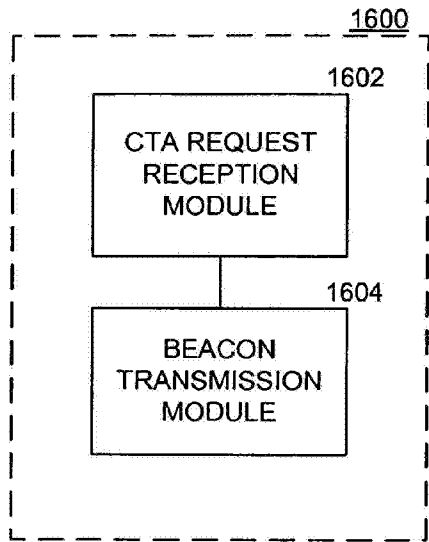 1600
1602
CTA REQUEST
RECEPTION
MODULE
1604
BEACON
TRANSMISSION
MODULE